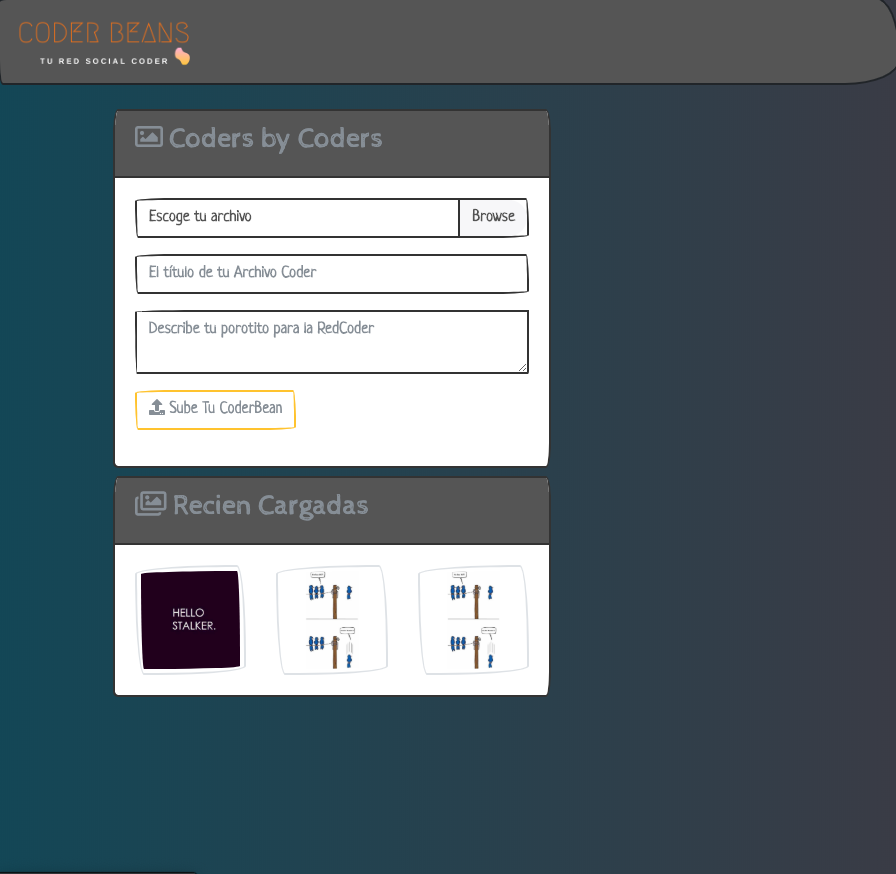 CODER BEANS
TU RED SOCIAL CODER
Coders by Coders
Escoge tu archivo
Browse
El título de tu Archivo Coder
Describe tu porotito para la RedCoder
Sube Tu CoderBean
Recien Cargadas
HELLO
STALKER.